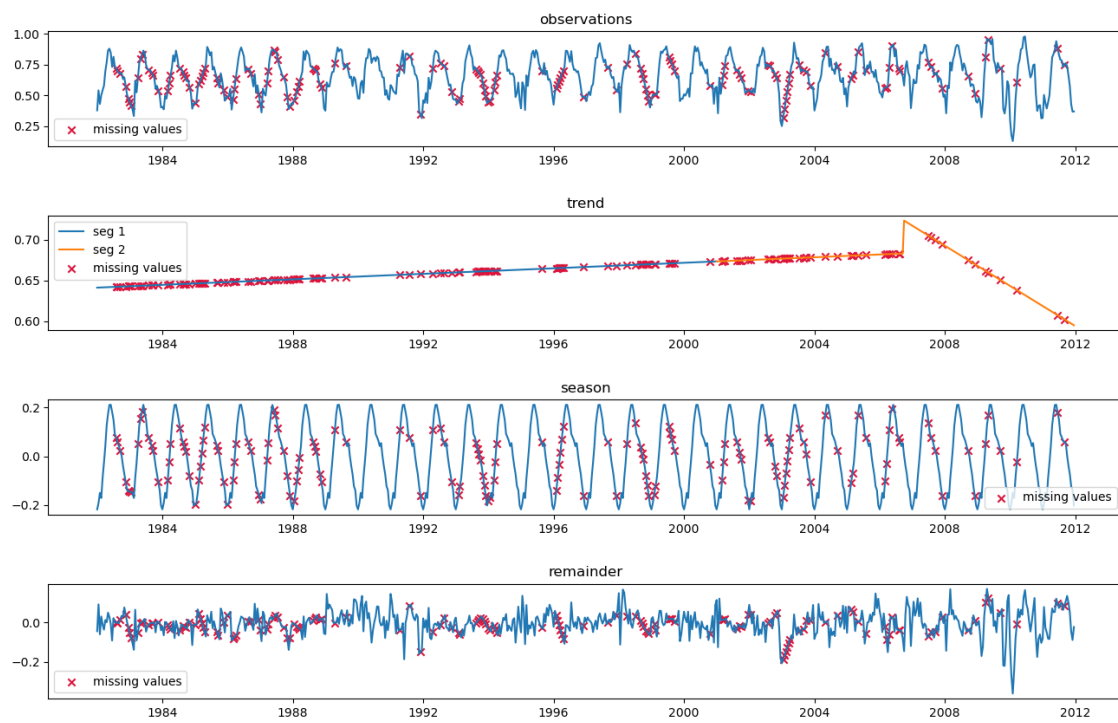 observations
1.00
0.75
0.50
0.25
missing values
1984 1988 1992 1996 2000 2004 2008 2012
trend
0.70
0.65
0.60
seg 1
seg 2
missing values
1984 1988 1992 1996 2000 2004 2008 2012
season
0.2
0.0
−0.2
missing values
1984 1988 1992 1996 2000 2004 2008 2012
remainder
0.0
−0.2
missing values
1984 1988 1992 1996 2000 2004 2008 2012